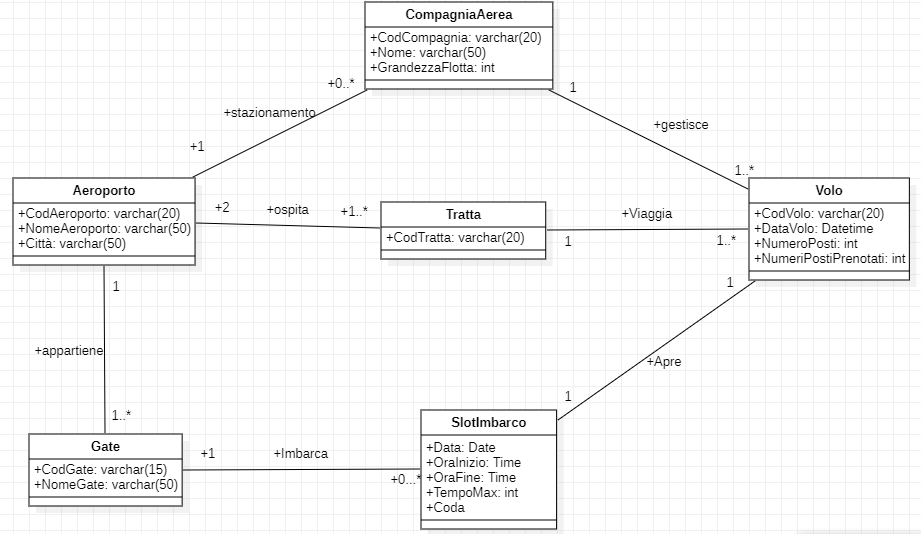 CompagniaAerea
+CodCompagnia: varchar(20)
+Nome: varchar(50)
+GrandezzaFlotta: int
+0..*
1
+stazionamento
+gestisce
+1
1..*
Aeroporto
+CodAeroporto: varchar(20)
+NomeAeroporto: varchar(50)
+Città: varchar(50)
+2
+ospita
+1..*
Tratta
+CodTratta: varchar(20)
+Viaggia
1
1..*
Volo
+CodVolo: varchar(20)
+DataVolo: Datetime
+NumeroPosti: int
+NumeriPostiPrenotati: int
1
1
+appartiene
+Apre
1
1..*
Gate
+CodGate: varchar(15)
+NomeGate: varchar(50)
+1
+Imbarca
+0...*
SlotImbarco
+Data: Date
+OraInizio: Time
+OraFine: Time
+TempoMax: int
+Coda